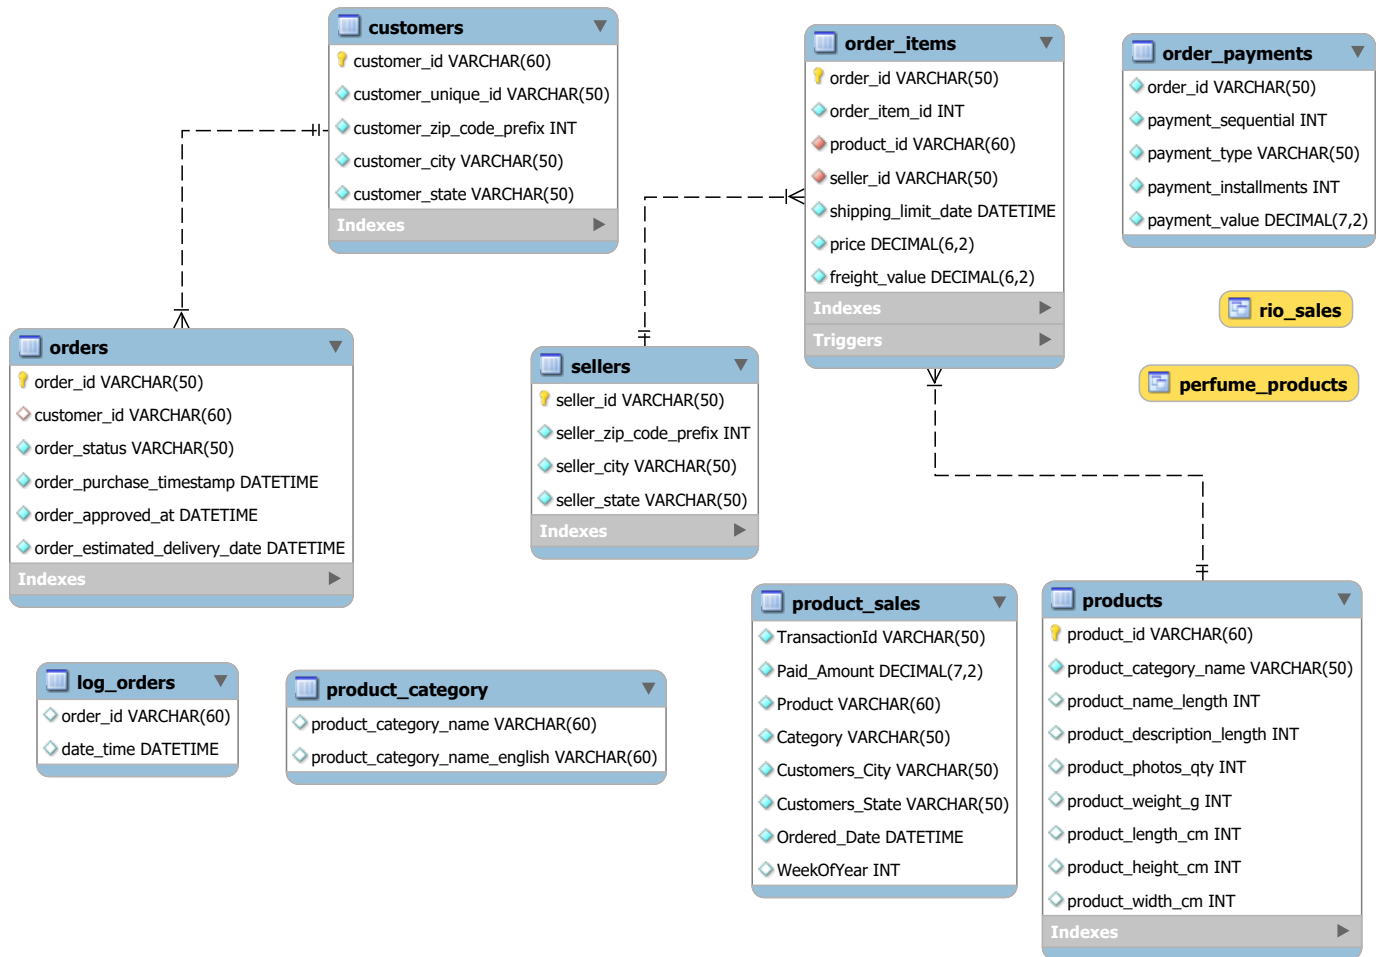 customers
customer_id VARCHAR(60)
customer_unique_id VARCHAR(50)
customer_zip_code_prefix INT
customer_city VARCHAR(50)
customer_state VARCHAR(50)
Indexes
order_items
order_id VARCHAR(50)
order_item_id INT
product_id VARCHAR(60)
seller_id VARCHAR(50)
shipping_limit_date DATETIME
price DECIMAL(6,2)
freight_value DECIMAL(6,2)
Indexes
Triggers
order_payments
order_id VARCHAR(50)
payment_sequential INT
payment_type VARCHAR(50)
payment_installments INT
payment_value DECIMAL(7,2)
rio_sales
perfume_products
orders
order_id VARCHAR(50)
customer_id VARCHAR(60)
order_status VARCHAR(50)
order_purchase_timestamp DATETIME
order_approved_at DATETIME
order_estimated_delivery_date DATETIME
Indexes
sellers
seller_id VARCHAR(50)
seller_zip_code_prefix INT
seller_city VARCHAR(50)
seller_state VARCHAR(50)
Indexes
log_orders
order_id VARCHAR(60)
date_time DATETIME
product_category
product_category_name VARCHAR(60)
product_category_name_english VARCHAR(60)
product_sales
TransactionId VARCHAR(50)
Paid_Amount DECIMAL(7,2)
Product VARCHAR(60)
Category VARCHAR(50)
Customers_City VARCHAR(50)
Customers_State VARCHAR(50)
Ordered_Date DATETIME
WeekOfYear INT
products
product_id VARCHAR(60)
product_category_name VARCHAR(50)
product_name_length INT
product_description_length INT
product_photos_qty INT
product_weight_g INT
product_length_cm INT
product_height_cm INT
product_width_cm INT
Indexes